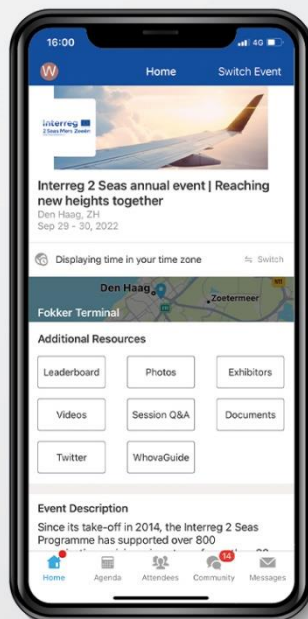 16:00
4G
W
Home
Switch Event
Interreg
2 Seas Mers Zeeën
Interreg 2 Seas annual event | Reaching
new heights together
Den Haag, ZH
Sep 29 - 30, 2022
Displaying time in your time zone
Switch
Den Haag
Zoetermeer
Fokker Terminal
Additional Resources
Leaderboard
Photos
Exhibitors
Videos
Session Q&A
Documents
Twitter
WhovaGuide
Event Description
Since its take-off in 2014, the Interreg 2 Seas
Programme has supported over 800
14
Home
Agenda
Attendees
Community
Messages